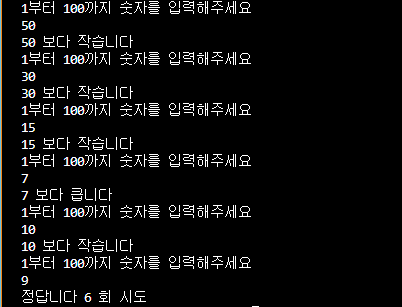 1부터 100까지 숫자를 입력해주세요
50
50 보다 작습니다
1부터 100까지 숫자를 입력해주세요
30
30 보다 작습니다
1부터 100까지 숫자를 입력해주세요
15
15 보다 작습니다
1부터 100까지 숫자를 입력해주세요
7
7 보다 큽니다
1부터 100까지 숫자를 입력해주세요
10
10 보다 작습니다
1부터 100까지 숫자를 입력해주세요
9
정답니다 6 회 시도